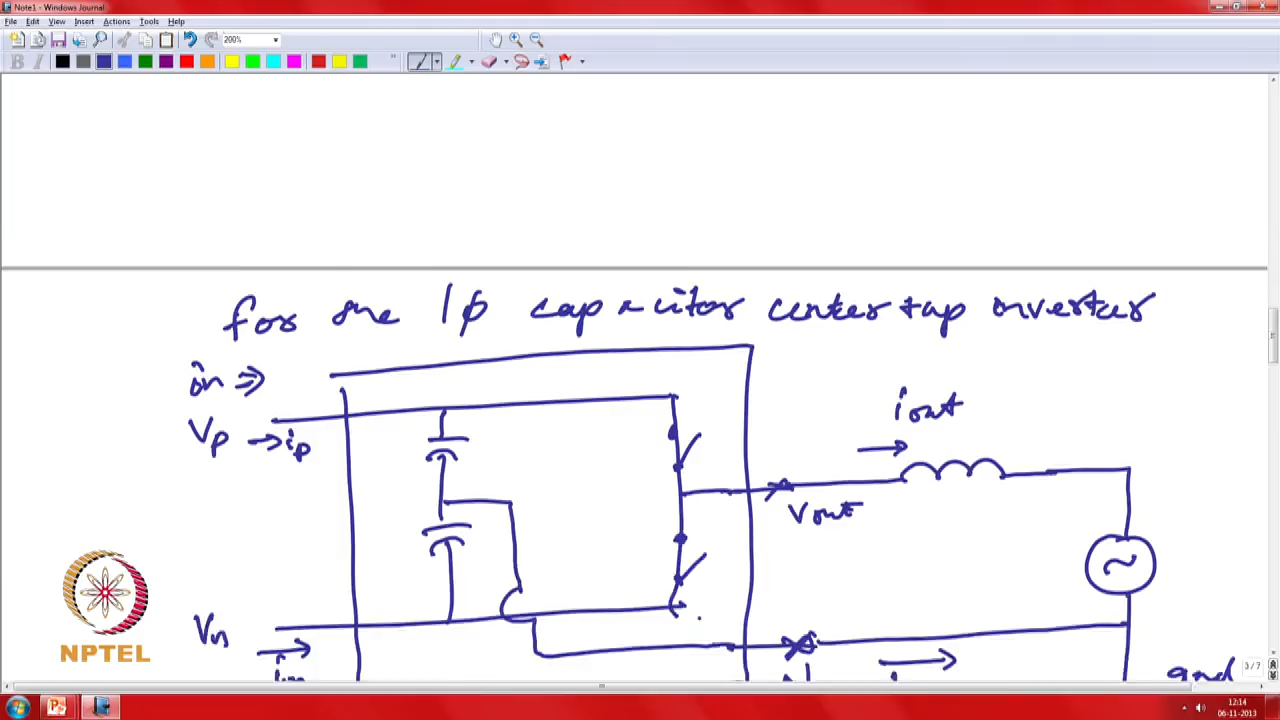 Note1 - Windows Journal
File Edit View Insert Actions Tools Help
200%
B I
for the 1ϕ capacitor center tap inverter
in ⇒
Vp → ip
iout
Vout
Vn
gnd
NPTEL
3 / 7
12:14
06-11-2013